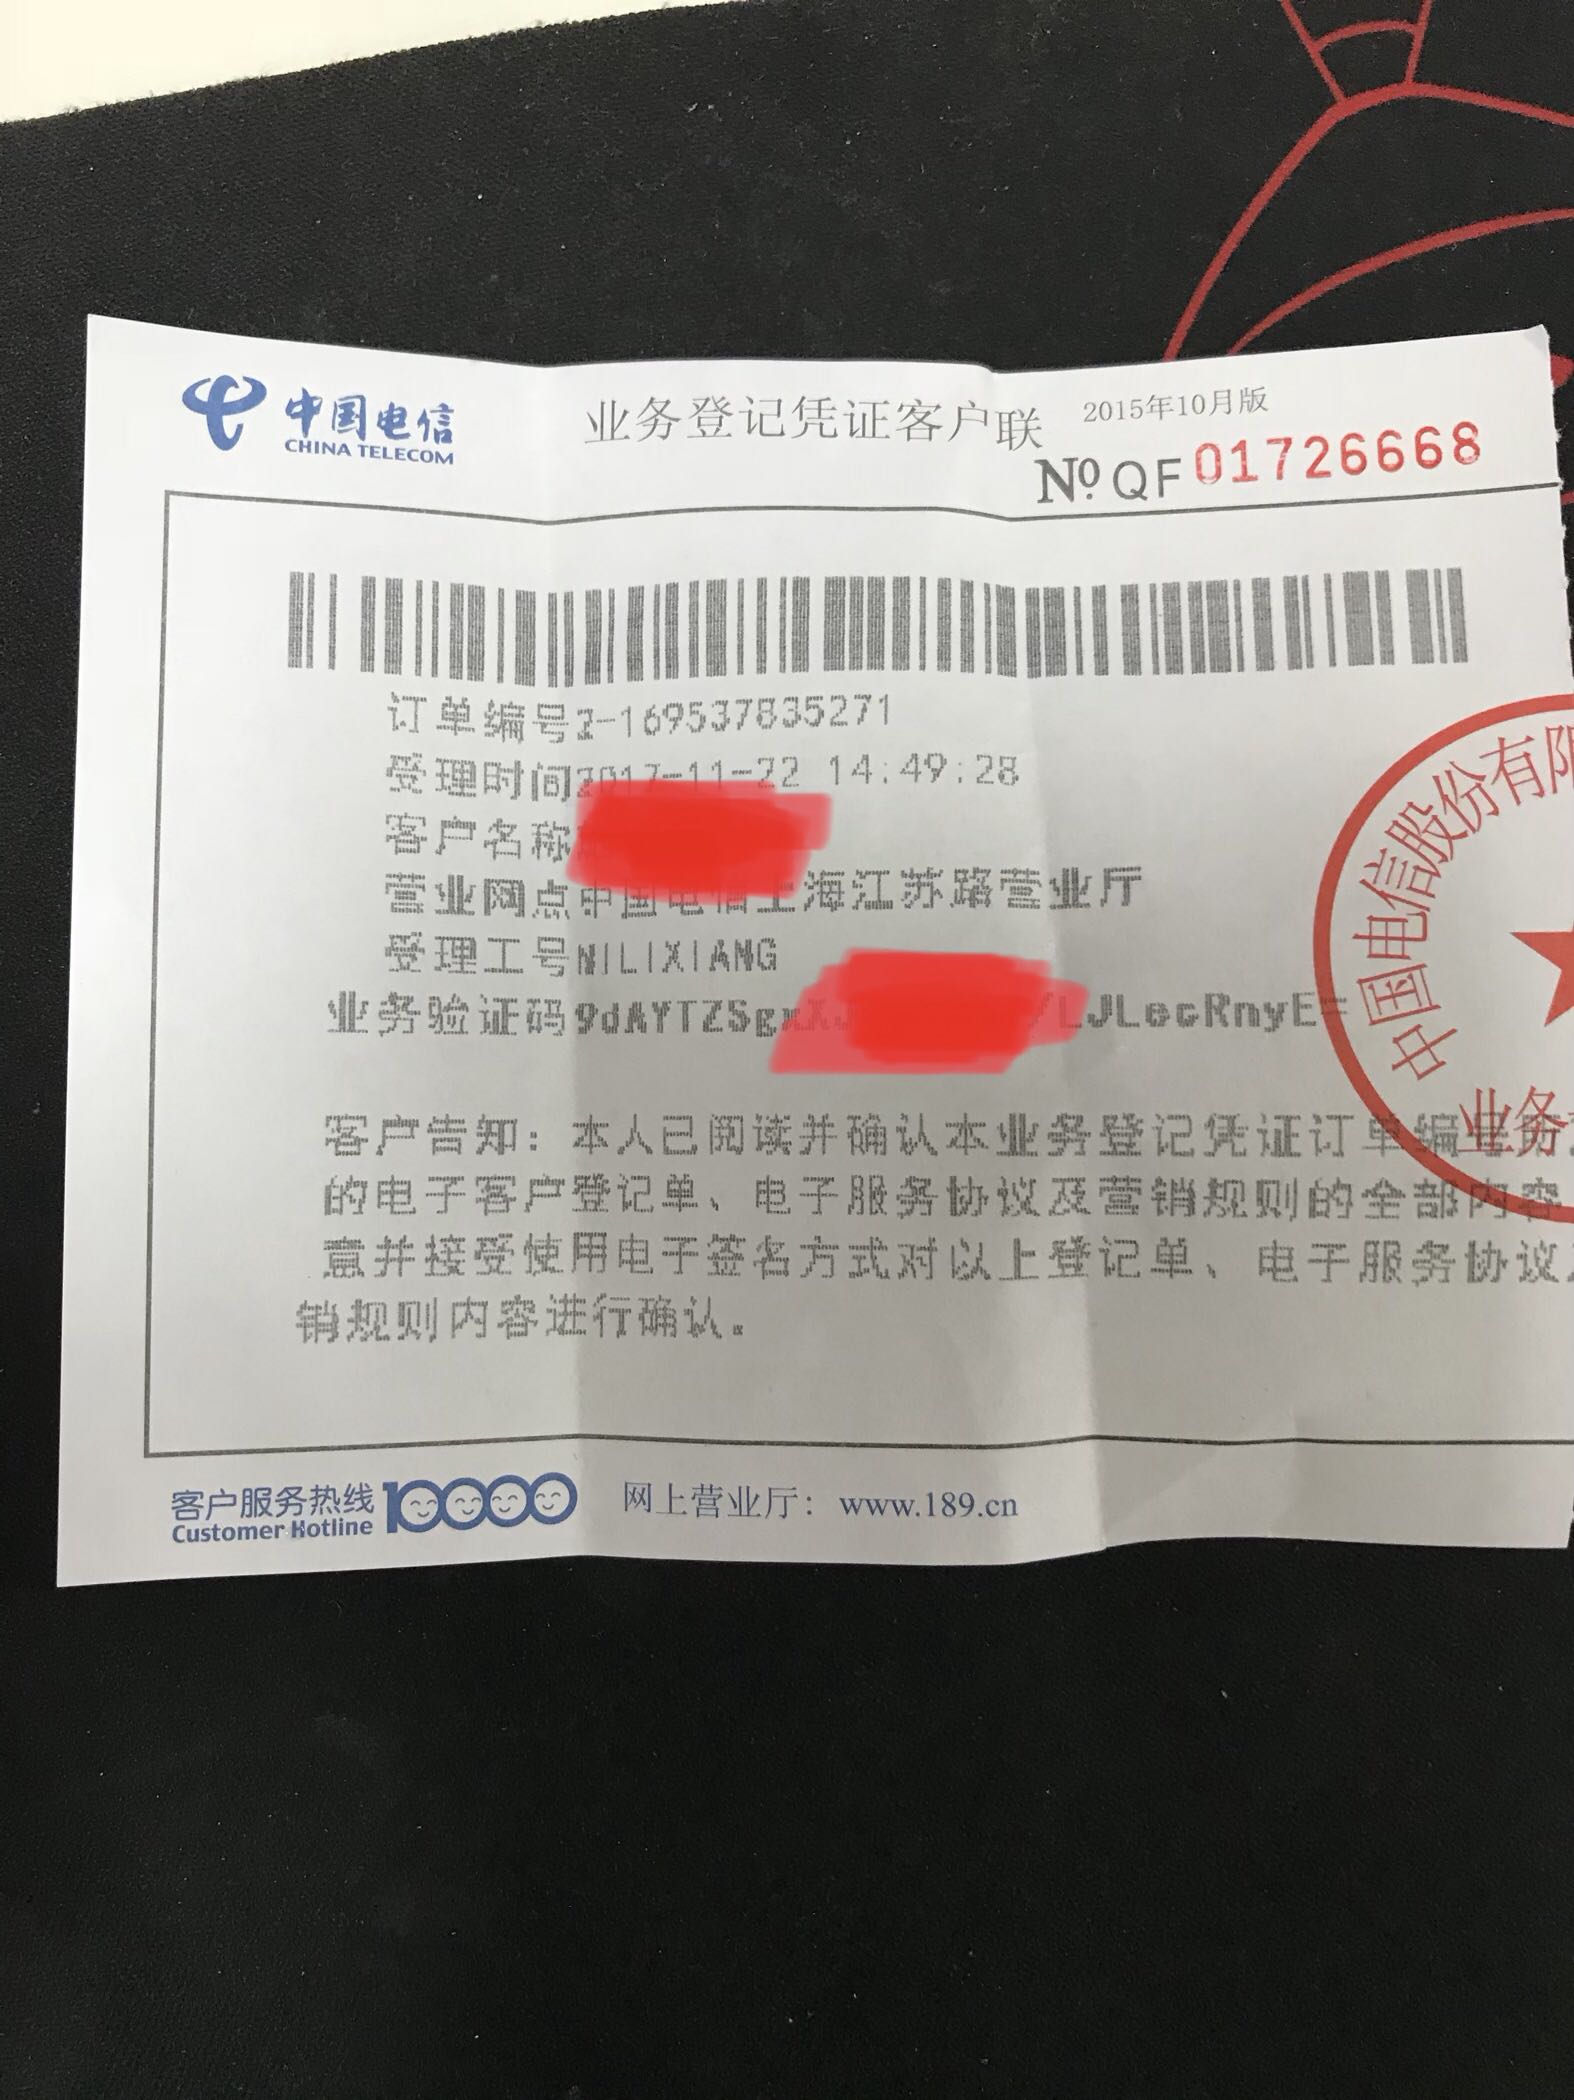 中国电信
CHINA TELECOM
业务登记凭证客户联 2015年10月版
№ QF 01726668
订单编号2-169537835271
受理时间2017-11-22 14:49:28
客户名称
营业网点中国电信上海江苏路营业厅
受理工号NILIXIANG
业务验证码9dAYTZSgxX /LJLecRnyE=
客户告知：本人已阅读并确认本业务登记凭证订单编号
的电子客户登记单、电子服务协议及营销规则的全部内容
意并接受使用电子签名方式对以上登记单、电子服务协议
销规则内容进行确认。
中国电信股份有限
业务
客户服务热线 10000 网上营业厅：www.189.cn
Customer Hotline